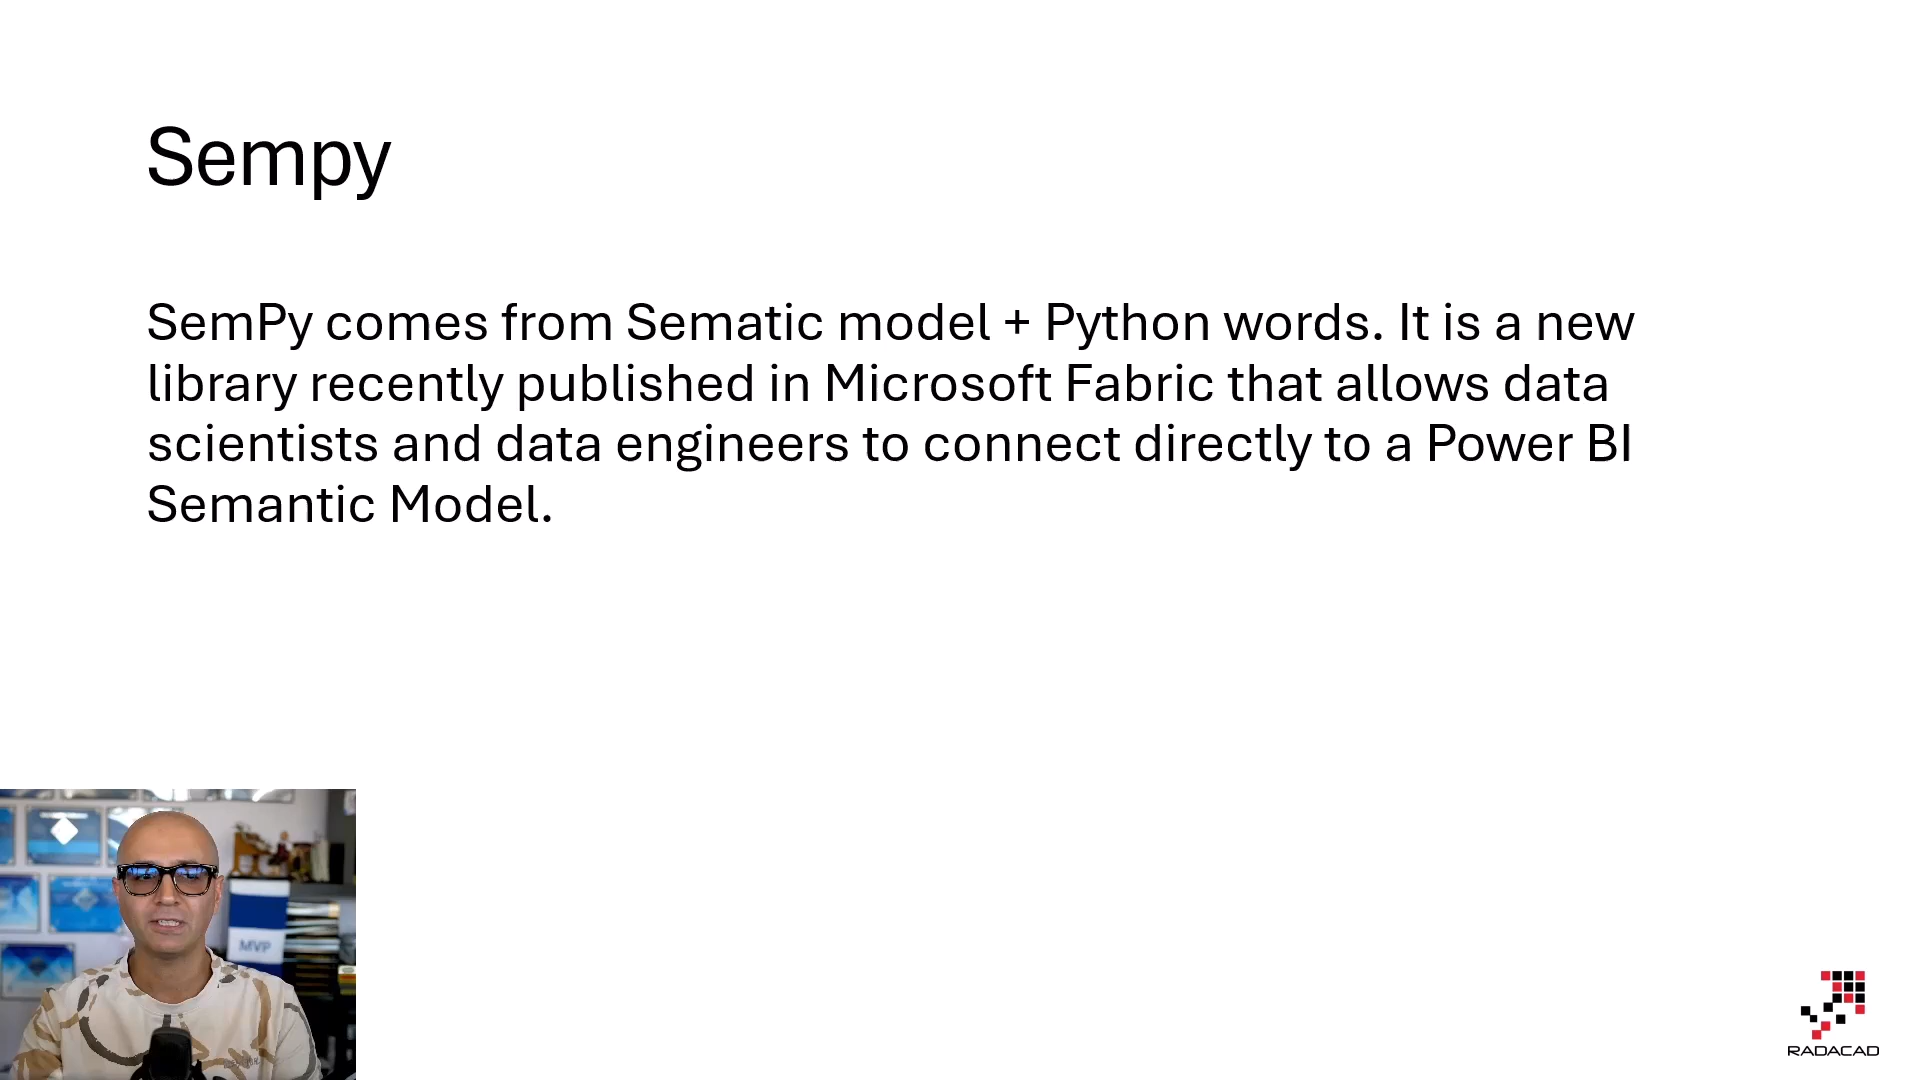 Sempy
SemPy comes from Sematic model + Python words. It is a new
library recently published in Microsoft Fabric that allows data
scientists and data engineers to connect directly to a Power BI
Semantic Model.
MVP
RADACAD